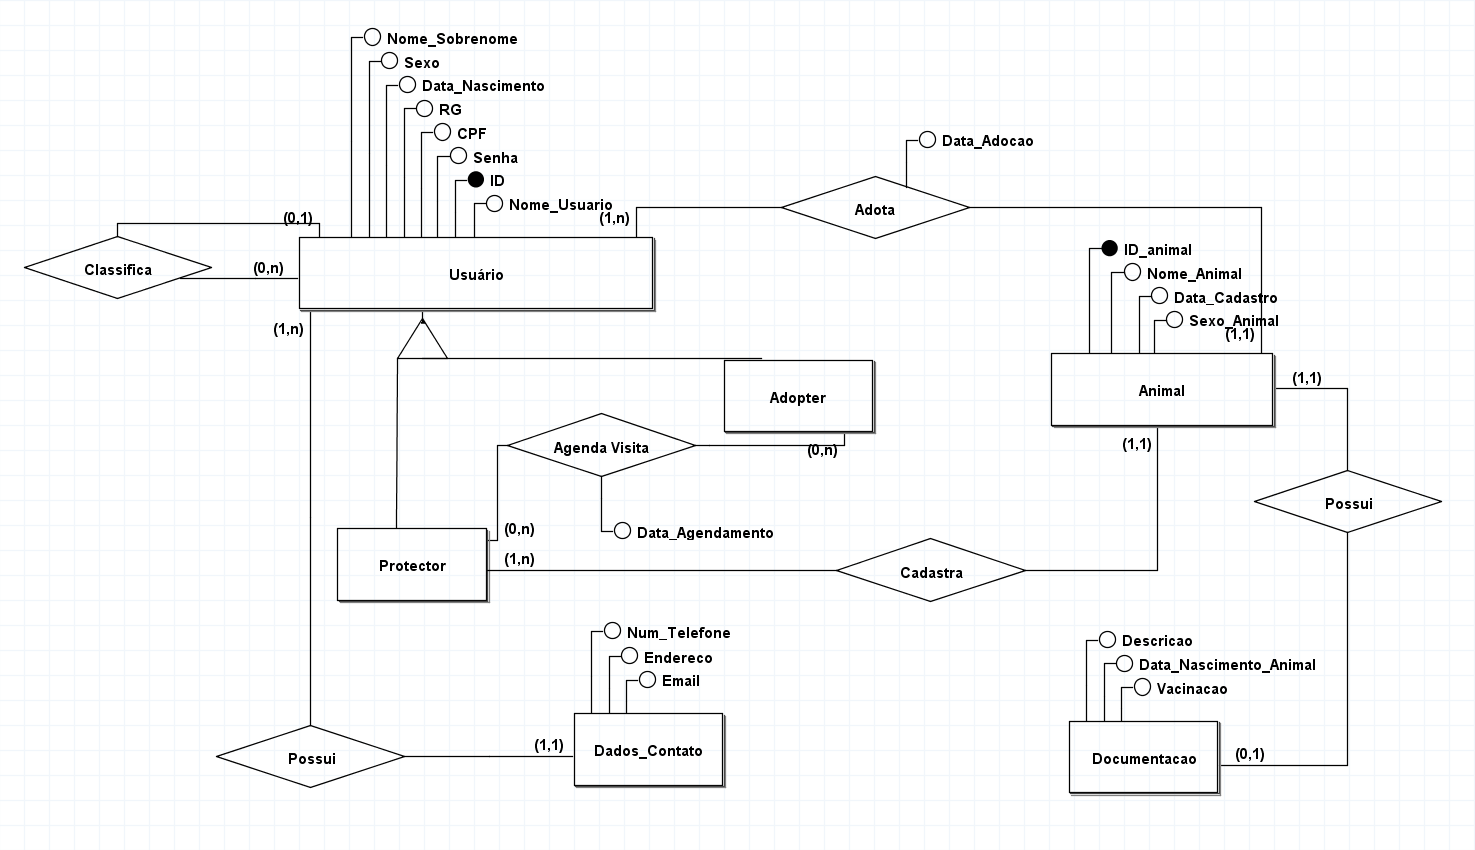 Nome_Sobrenome
Sexo
Data_Nascimento
RG
CPF
Senha
ID
Nome_Usuario
(0,1)
(1,n)
Classifica
(0,n)
Usuário
(1,n)
Data_Adocao
Adota
ID_animal
Nome_Animal
Data_Cadastro
Sexo_Animal
(1,1)
Animal
(1,1)
(1,1)
Adopter
Agenda Visita
(0,n)
Data_Agendamento
(0,n)
(1,n)
Protector
Cadastra
Possui
Num_Telefone
Endereco
Email
Dados_Contato
(1,1)
Possui
Descricao
Data_Nascimento_Animal
Vacinacao
Documentacao
(0,1)